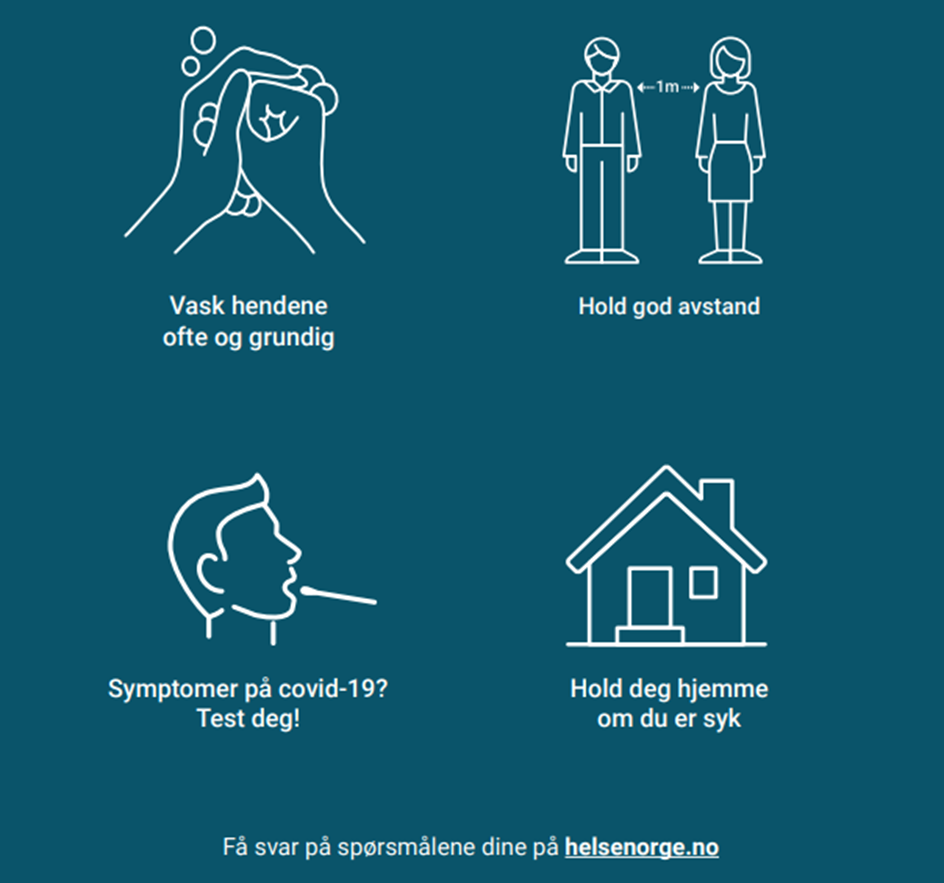 1m
Vask hendene
ofte og grundig
Hold god avstand
Symptomer på covid-19?
Test deg!
Hold deg hjemme
om du er syk
Få svar på spørsmålene dine på helsenorge.no